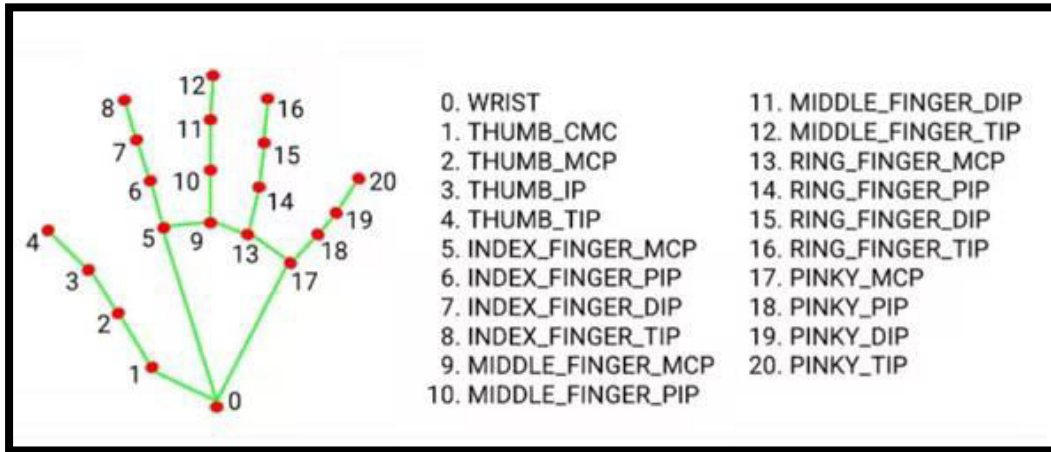 12
8
16
11
7
15
20
10
6
14
19
4
5
9
13
18
3
17
2
1
0
0. WRIST
1. THUMB_CMC
2. THUMB_MCP
3. THUMB_IP
4. THUMB_TIP
5. INDEX_FINGER_MCP
6. INDEX_FINGER_PIP
7. INDEX_FINGER_DIP
8. INDEX_FINGER_TIP
9. MIDDLE_FINGER_MCP
10. MIDDLE_FINGER_PIP
11. MIDDLE_FINGER_DIP
12. MIDDLE_FINGER_TIP
13. RING_FINGER_MCP
14. RING_FINGER_PIP
15. RING_FINGER_DIP
16. RING_FINGER_TIP
17. PINKY_MCP
18. PINKY_PIP
19. PINKY_DIP
20. PINKY_TIP